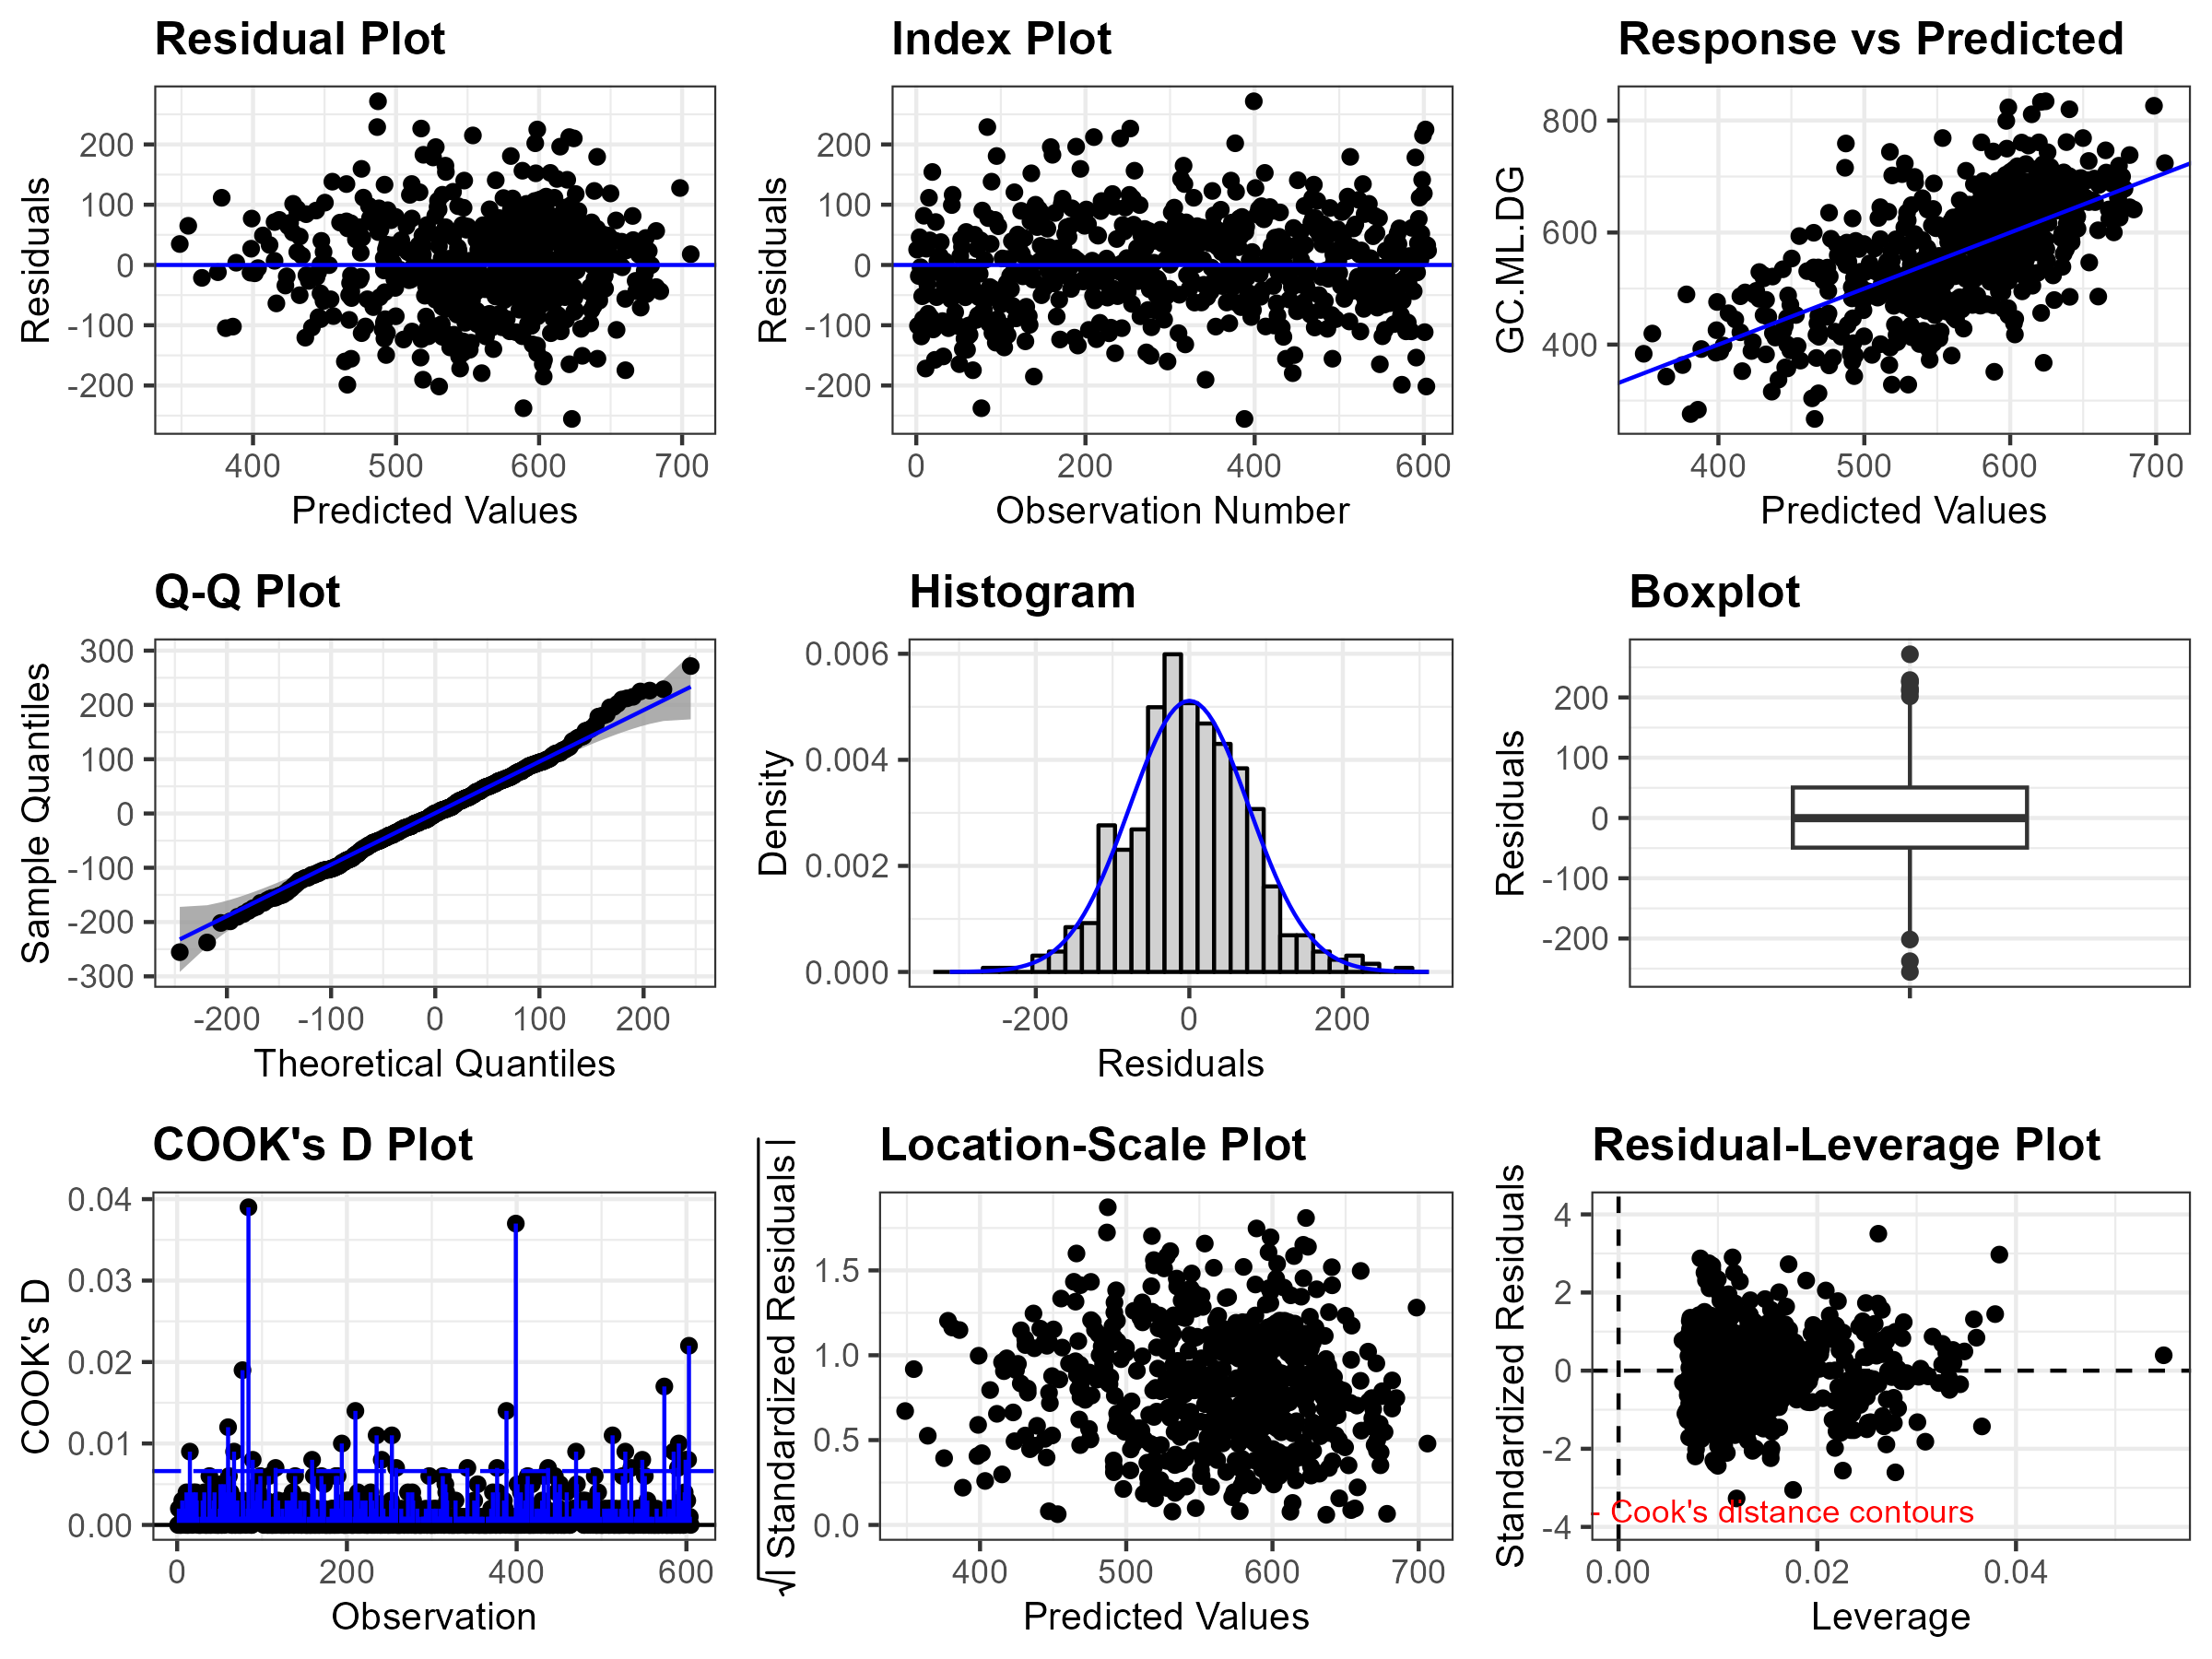 Residual Plot
Residuals
200
100
0
-100
-200
400 500 600 700
Predicted Values
Index Plot
Residuals
200
100
0
-100
-200
0 200 400 600
Observation Number
Response vs Predicted
GC.ML.DG
800
600
400
400 500 600 700
Predicted Values
Q-Q Plot
Sample Quantiles
300
200
100
0
-100
-200
-300
-200 -100 0 100 200
Theoretical Quantiles
Histogram
Density
0.006
0.004
0.002
0.000
-200 0 200
Residuals
Boxplot
Residuals
200
100
0
-100
-200
COOK's D Plot
COOK's D
0.04
0.03
0.02
0.01
0.00
0 200 400 600
Observation
Location-Scale Plot
√|Standardized Residuals|
1.5
1.0
0.5
0.0
400 500 600 700
Predicted Values
Residual-Leverage Plot
Standardized Residuals
4
2
0
-2
-4
- Cook's distance contours
0.00 0.02 0.04
Leverage